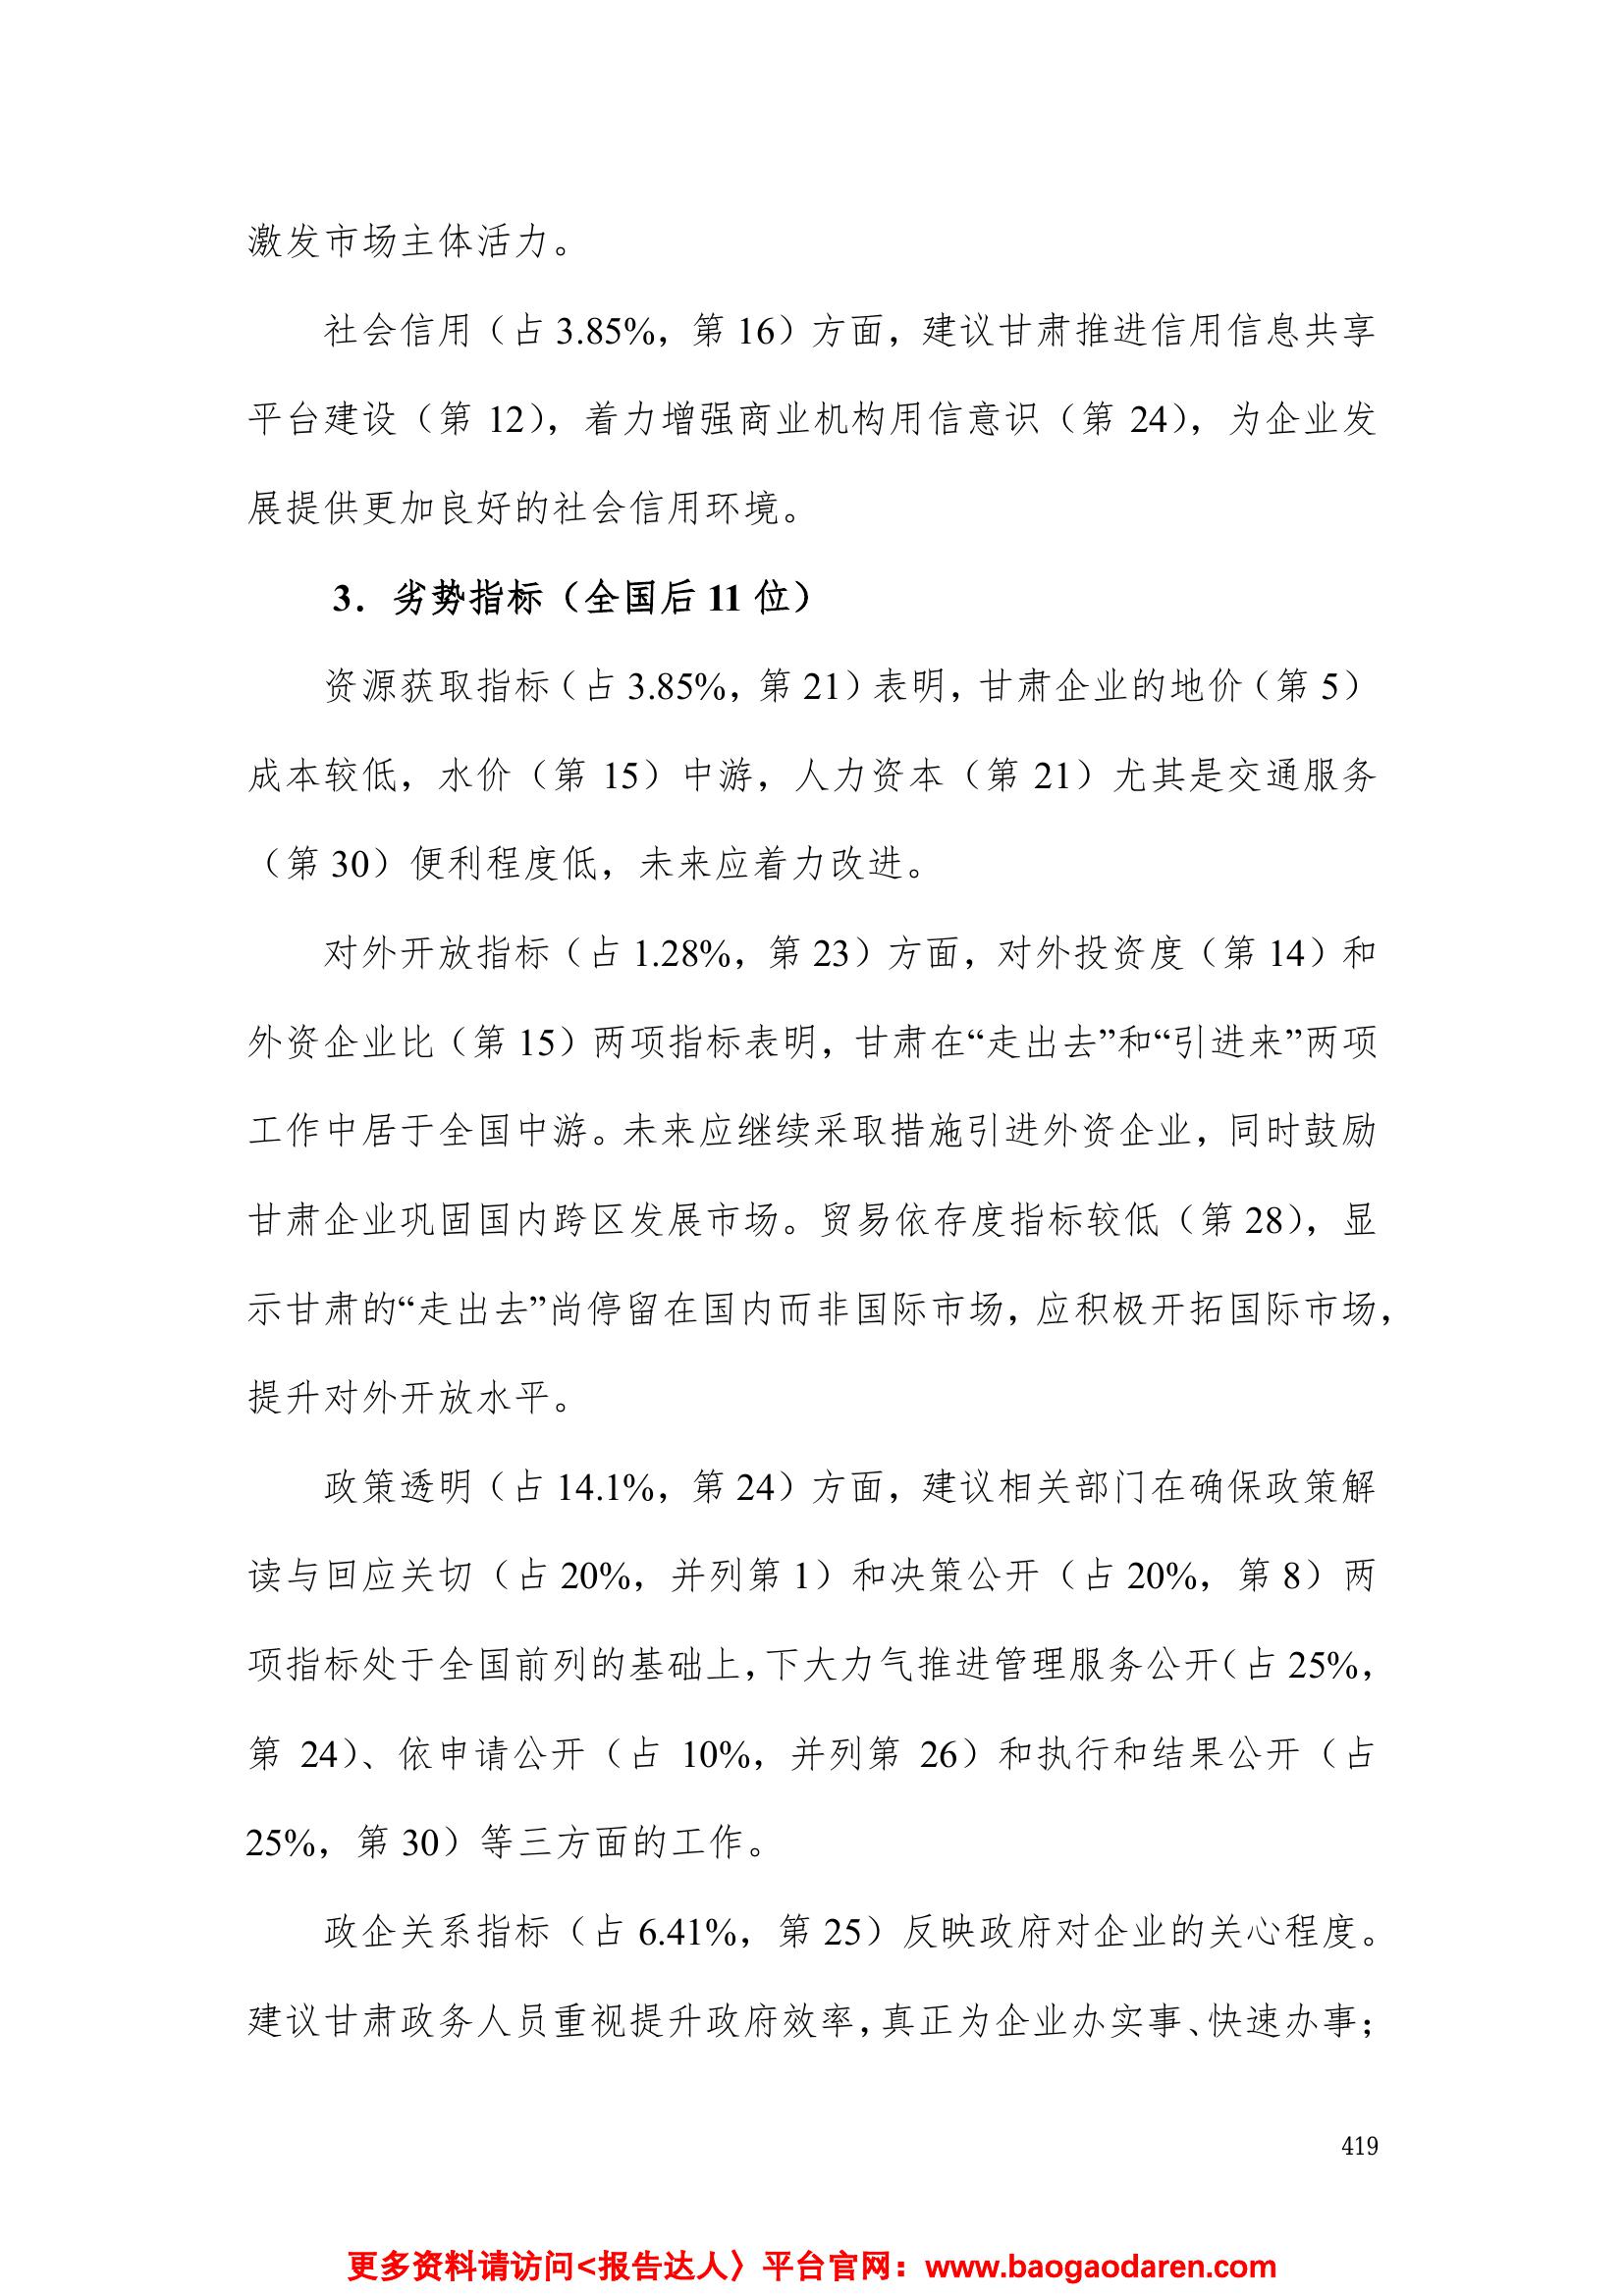 激发市场主体活力。
社会信用（占 3.85%，第 16）方面，建议甘肃推进信用信息共享
平台建设（第 12），着力增强商业机构用信意识（第 24），为企业发
展提供更加良好的社会信用环境。
3．劣势指标（全国后 11 位）
资源获取指标（占 3.85%，第 21）表明，甘肃企业的地价（第 5）
成本较低，水价（第 15）中游，人力资本（第 21）尤其是交通服务
（第 30）便利程度低，未来应着力改进。
对外开放指标（占 1.28%，第 23）方面，对外投资度（第 14）和
外资企业比（第 15）两项指标表明，甘肃在“走出去”和“引进来”两项
工作中居于全国中游。未来应继续采取措施引进外资企业，同时鼓励
甘肃企业巩固国内跨区发展市场。贸易依存度指标较低（第 28），显
示甘肃的“走出去”尚停留在国内而非国际市场，应积极开拓国际市场，
提升对外开放水平。
政策透明（占 14.1%，第 24）方面，建议相关部门在确保政策解
读与回应关切（占 20%，并列第 1）和决策公开（占 20%，第 8）两
项指标处于全国前列的基础上，下大力气推进管理服务公开（占 25%，
第 24）、依申请公开（占 10%，并列第 26）和执行和结果公开（占
25%，第 30）等三方面的工作。
政企关系指标（占 6.41%，第 25）反映政府对企业的关心程度。
建议甘肃政务人员重视提升政府效率，真正为企业办实事、快速办事；
419
更多资料请访问<报告达人〉平台官网：www.baogaodaren.com